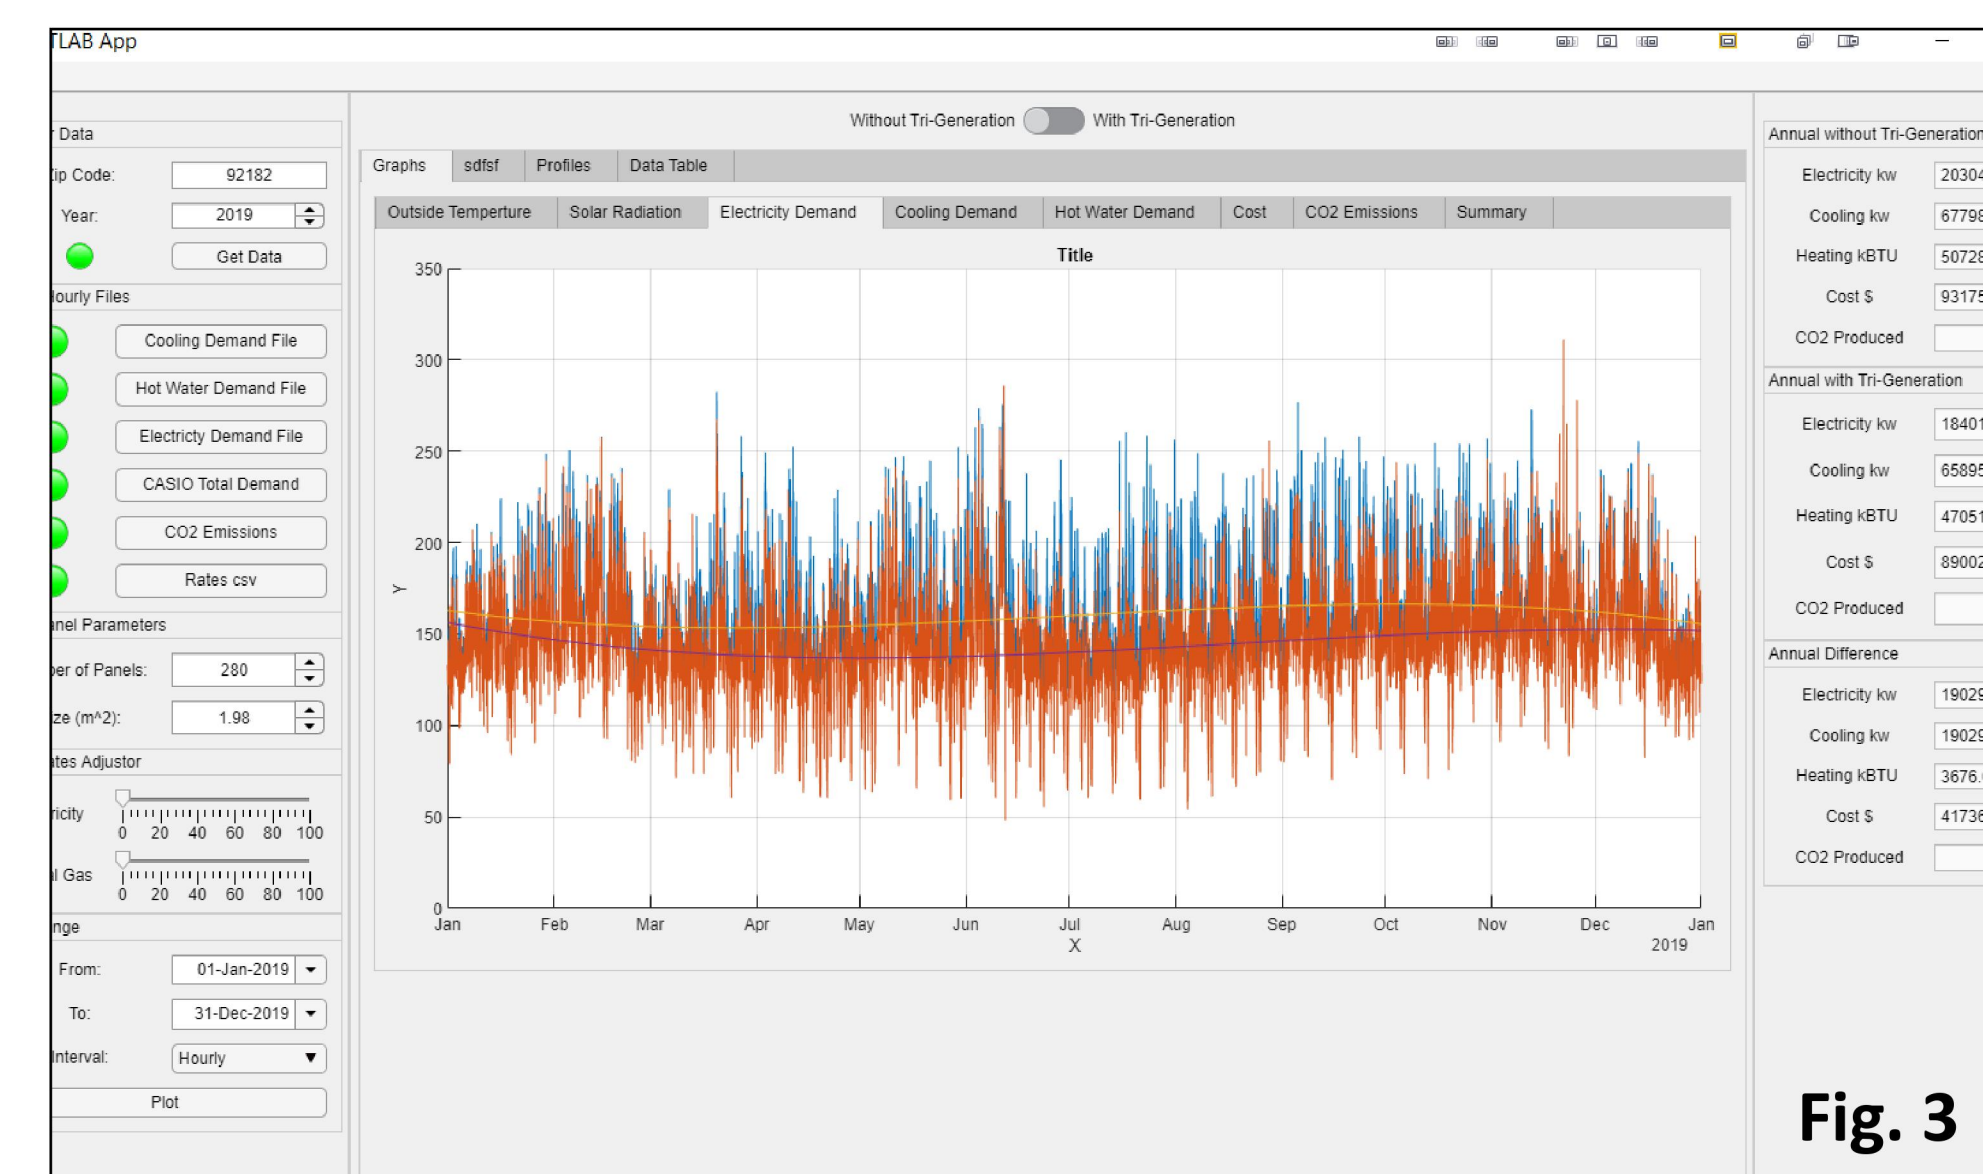 TLAB App
Data
ip Code:
92182
Year:
2019
Get Data
ourly Files
Cooling Demand File
Hot Water Demand File
Electricty Demand File
CASIO Total Demand
CO2 Emissions
Rates csv
anel Parameters
er of Panels:
280
ze (m^2):
1.98
ates Adjustor
ricity
0 20 40 60 80 100
l Gas
0 20 40 60 80 100
nge
From:
01-Jan-2019
To:
31-Dec-2019
Interval:
Hourly
Plot
Without Tri-Generation With Tri-Generation
Graphs sdfsf Profiles Data Table
Outside Temperture Solar Radiation Electricity Demand Cooling Demand Hot Water Demand Cost CO2 Emissions Summary
Title
350
300
250
200
150
100
50
0
Y
Jan Feb Mar Apr May Jun Jul Aug Sep Oct Nov Dec Jan
X
2019
Annual without Tri-Generation
Electricity kw 20304
Cooling kw 67798
Heating kBTU 50728
Cost $ 93175
CO2 Produced
Annual with Tri-Generation
Electricity kw 18401
Cooling kw 65895
Heating kBTU 47051
Cost $ 89002
CO2 Produced
Annual Difference
Electricity kw 19029
Cooling kw 19029
Heating kBTU 3676.
Cost $ 41736
CO2 Produced
Fig. 3